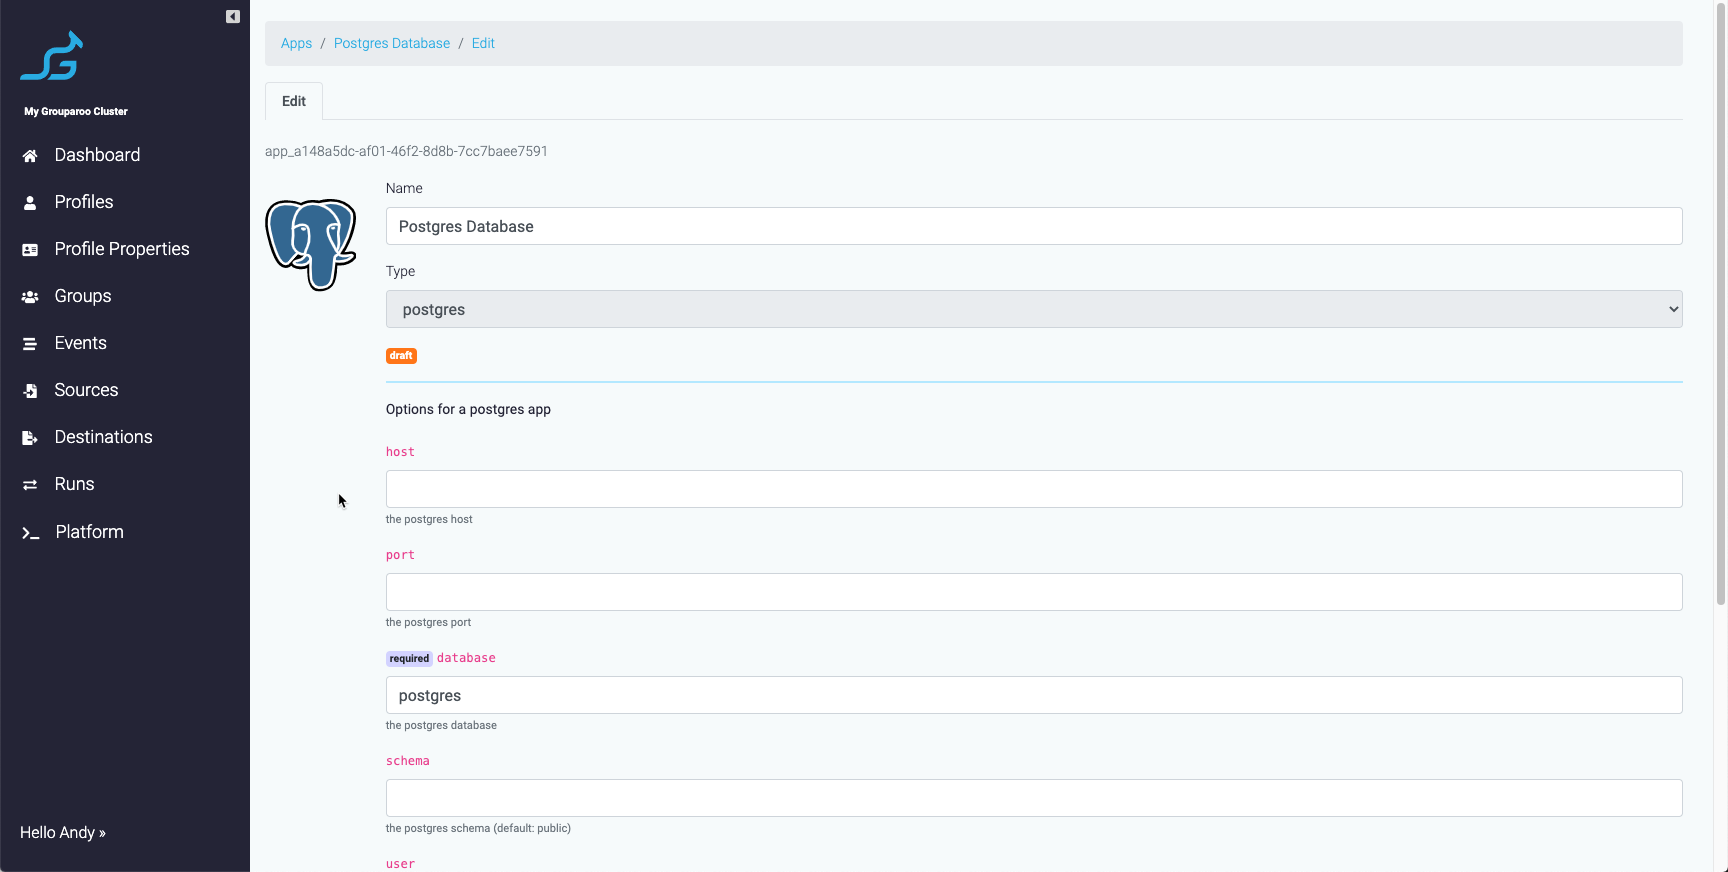 My Grouparoo Cluster
Dashboard
Profiles
Profile Properties
Groups
Events
Sources
Destinations
Runs
Platform
Hello Andy »
Apps / Postgres Database / Edit
Edit
app_a148a5dc-af01-46f2-8d8b-7cc7baee7591
Name
Postgres Database
Type
postgres
draft
Options for a postgres app
host
the postgres host
port
the postgres port
required database
postgres
the postgres database
schema
the postgres schema (default: public)
user